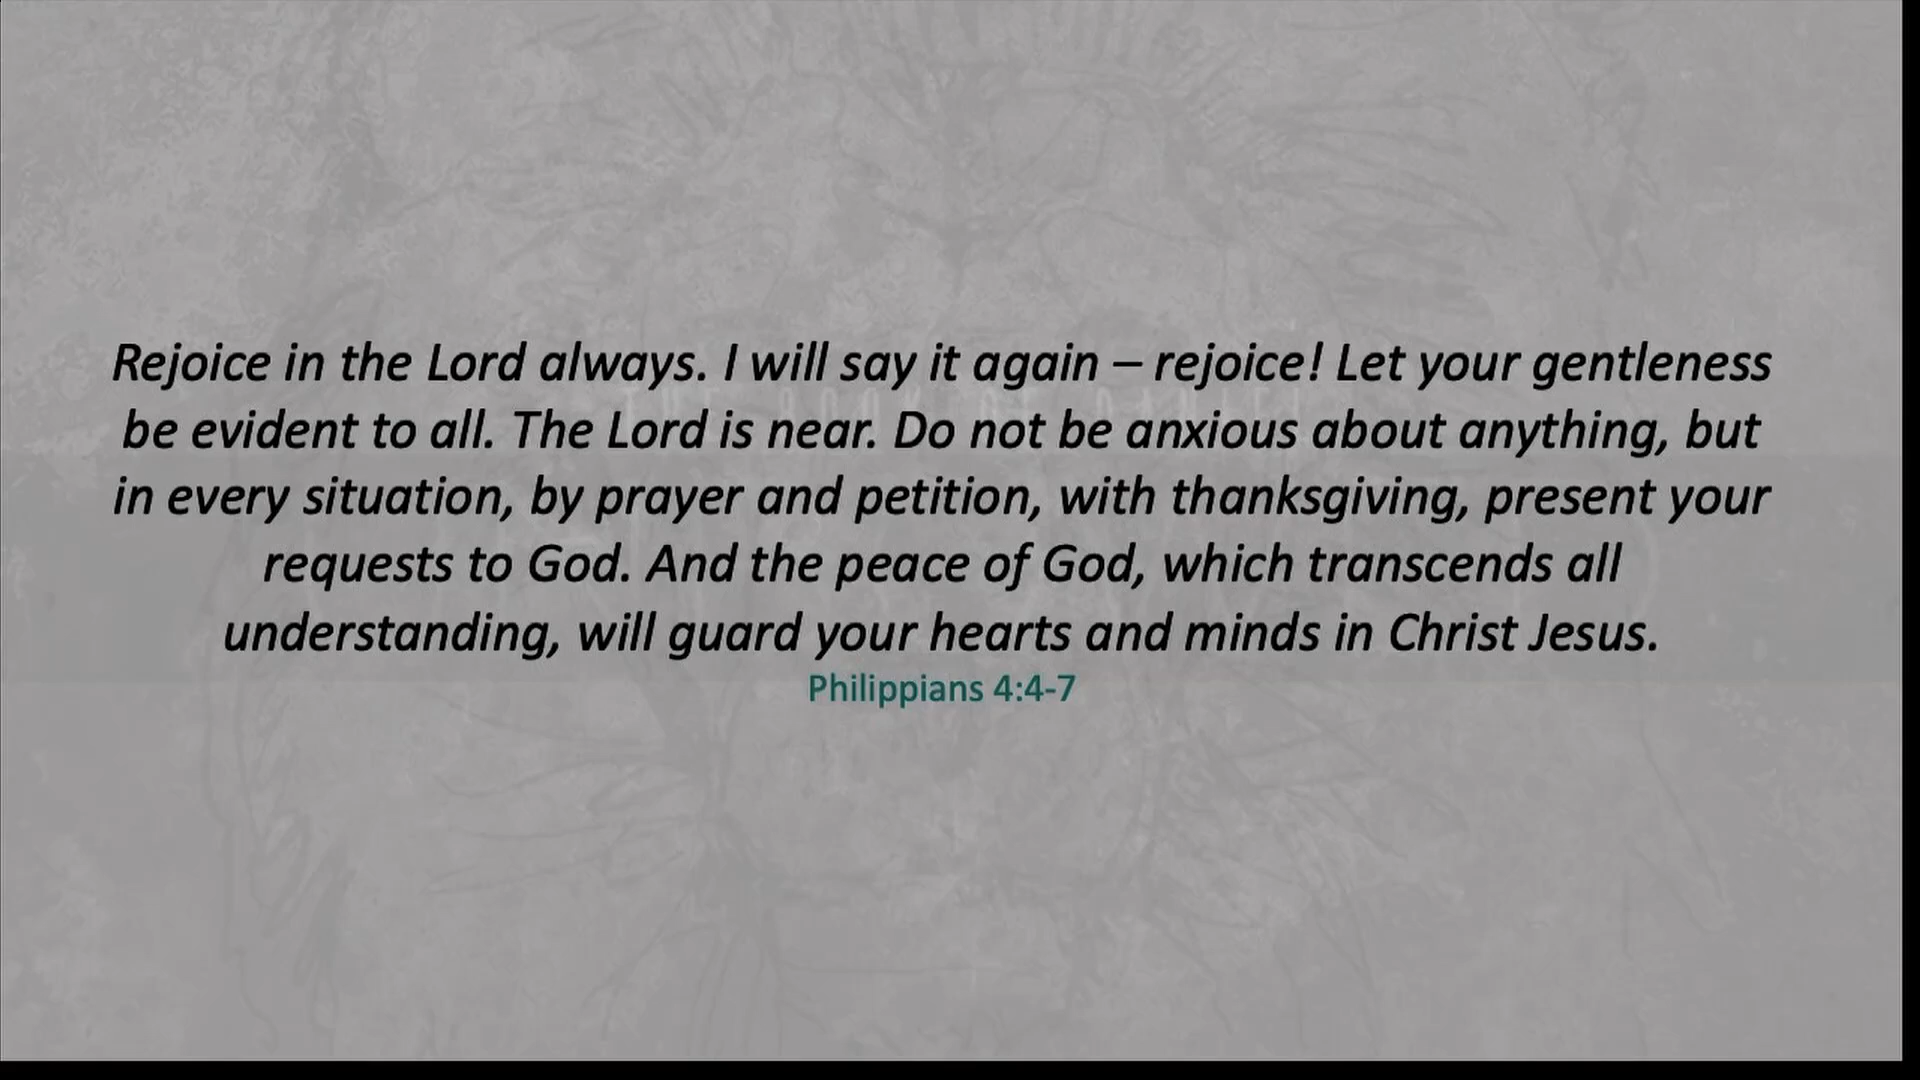 Rejoice in the Lord always. I will say it again – rejoice! Let your gentleness
be evident to all. The Lord is near. Do not be anxious about anything, but
in every situation, by prayer and petition, with thanksgiving, present your
requests to God. And the peace of God, which transcends all
understanding, will guard your hearts and minds in Christ Jesus.
Philippians 4:4-7